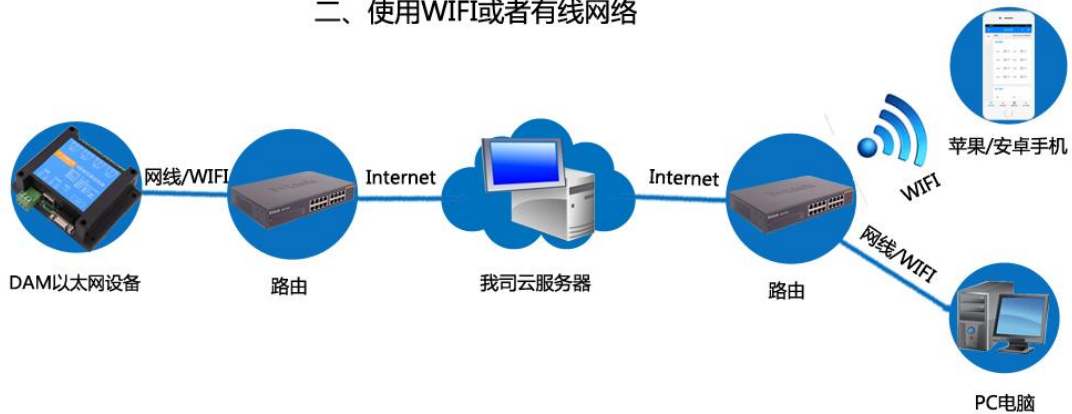 二、使用WIFI或者有线网络
苹果/安卓手机
网线/WIFI
Internet
Internet
WIFI
网线/WIFI
DAM以太网设备
路由
我司云服务器
路由
PC电脑